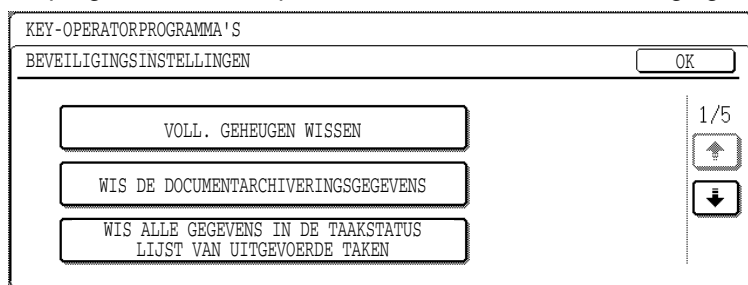 KEY-OPERATORPROGRAMMA'S
BEVEILIGINGSINSTELLINGEN
OK
VOLL. GEHEUGEN WISSEN
1/5
WIS DE DOCUMENTARCHIVERINGSGEGEVENS
WIS ALLE GEGEVENS IN DE TAAKSTATUS
LIJST VAN UITGEVOERDE TAKEN